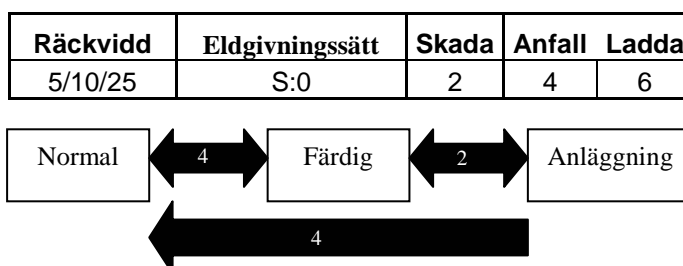 Räckvidd Eldgivningssätt Skada Anfall Ladda
5/10/25 S:0 2 4 6
Normal 4 Färdig 2 Anläggning
4